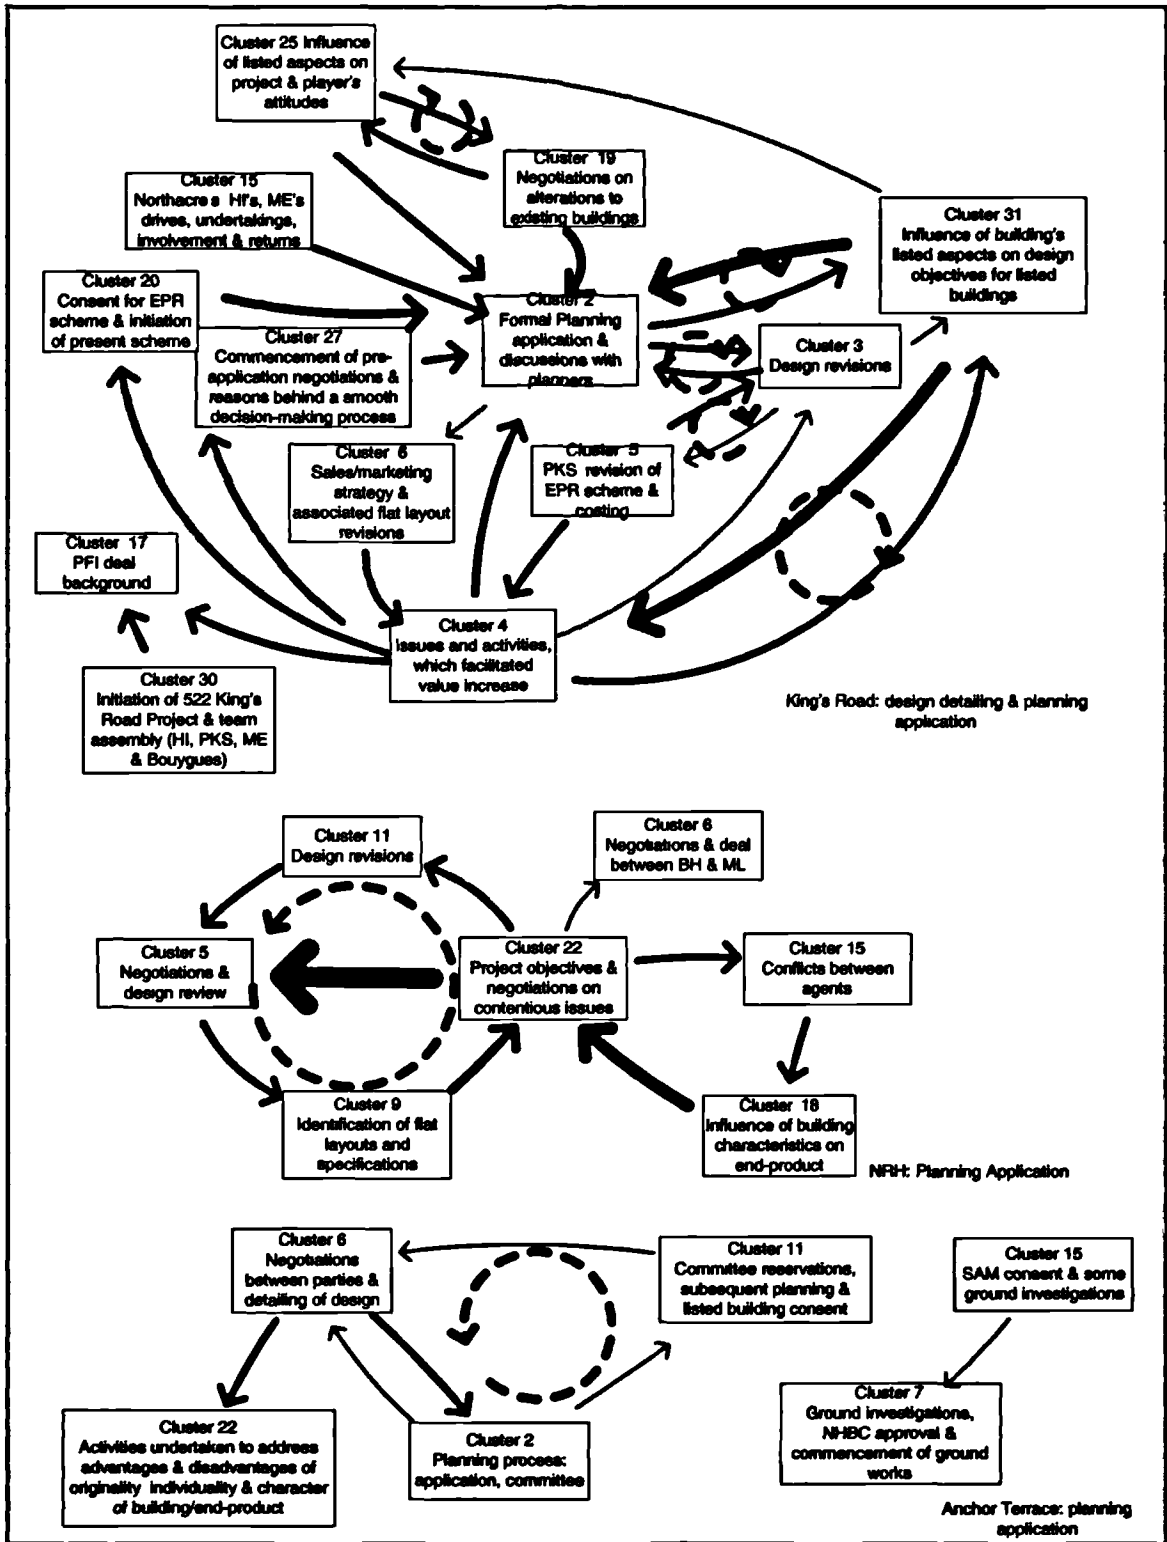 Cluster 25 Influence
of listed aspects on
project & player's
attitudes
Cluster 19
Negotiations on
alterations to
existing buildings
Cluster 15
Northacre s HI's, ME's
drives, undertakings,
involvement & returns
Cluster 31
Influence of building's
listed aspects on design
objectives for listed
buildings
Cluster 20
Consent for EPR
scheme & initiation
of present scheme
Cluster 2
Formal Planning
application &
discussions with
planners
Cluster 27
Commencement of pre-
application negotiations &
reasons behind a smooth
decision-making process
Cluster 3
Design revisions
Cluster 6
Sales/marketing
strategy &
associated flat layout
revisions
Cluster 5
PKS revision of
EPR scheme &
costing
Cluster 17
PFI deal
background
Cluster 4
Issues and activities,
which facilitated
value increase
Cluster 30
Initiation of 522 King's
Road Project & team
assembly (HI, PKS, ME
& Bouygues)
King's Road: design detailing & planning
application
Cluster 11
Design revisions
Cluster 6
Negotiations & deal
between BH & ML
Cluster 5
Negotiations &
design review
Cluster 22
Project objectives &
negotiations on
contentious issues
Cluster 15
Conflicts between
agents
Cluster 9
Identification of flat
layouts and
specifications
Cluster 18
Influence of building
characteristics on
end-product
NRH: Planning Application
Cluster 6
Negotiations
between parties &
detailing of design
Cluster 11
Committee reservations,
subsequent planning &
listed building consent
Cluster 15
SAM consent & some
ground investigations
Cluster 22
Activities undertaken to address
advantages & disadvantages of
originality individuality & character
of building/end-product
Cluster 2
Planning process:
application, committee
Cluster 7
Ground investigations,
NHBC approval &
commencement of ground
works
Anchor Terrace: planning
application